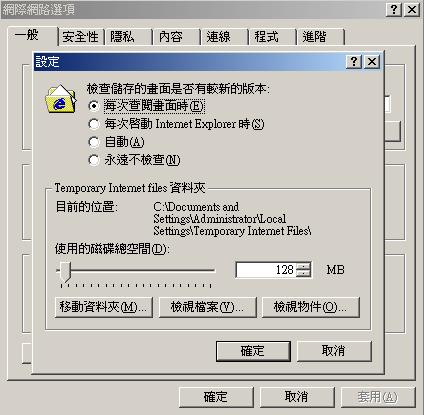 網際網路選項
一般
安全性
隱私
內容
連線
程式
進階
設定
檢查儲存的畫面是否有較新的版本:
每次查閱畫面時(E)
每次啟動 Internet Explorer 時(S)
自動(A)
永遠不檢查(N)
Temporary Internet files 資料夾
目前的位置:
C:\Documents and
Settings\Administrator\Local
Settings\Temporary Internet Files\
使用的磁碟總空間(D):
128 MB
移動資料夾(M)...
檢視檔案(V)...
檢視物件(O)...
確定
取消
確定
取消
套用(A)